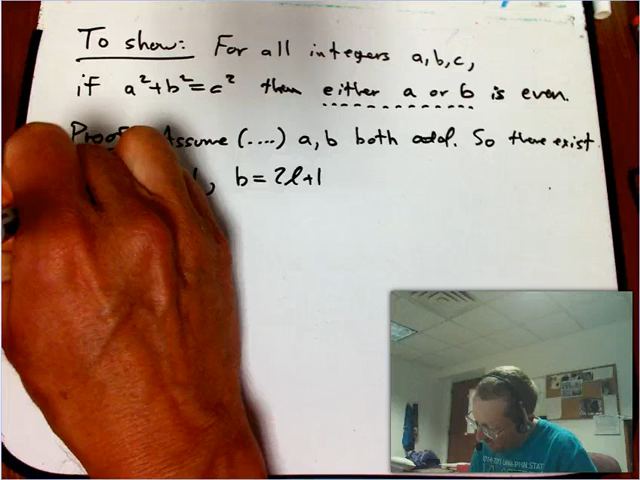 To show: For all integers a, b, c,
if a² + b² = c² then either a or b is even.
Proof: Assume (....) a, b both odd. So there exist
, b = 2l+1